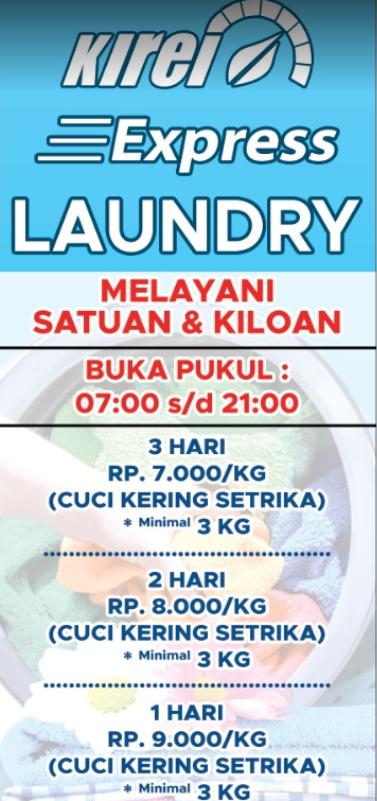 Kirei
Express
LAUNDRY
MELAYANI
SATUAN & KILOAN
BUKA PUKUL :
07:00 s/d 21:00
3 HARI
RP. 7.000/KG
(CUCI KERING SETRIKA)
* Minimal 3 KG
2 HARI
RP. 8.000/KG
(CUCI KERING SETRIKA)
* Minimal 3 KG
1 HARI
RP. 9.000/KG
(CUCI KERING SETRIKA)
* Minimal 3 KG